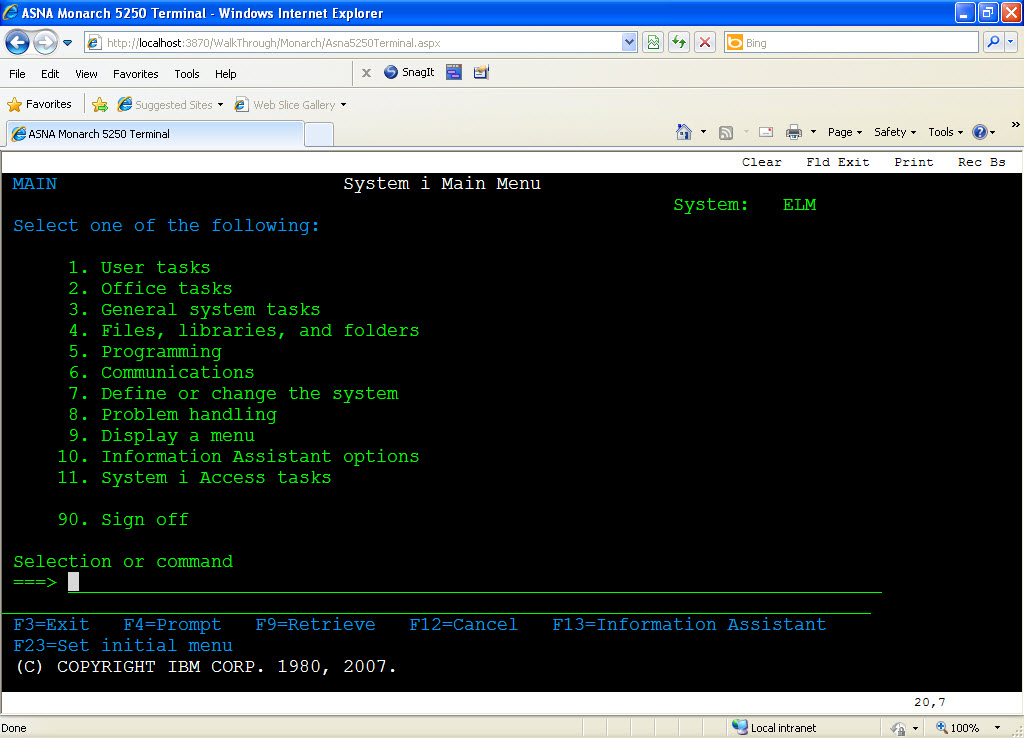 ASNA Monarch 5250 Terminal - Windows Internet Explorer
http://localhost:3870/WalkThrough/Monarch/Asna5250Terminal.aspx
Bing
File Edit View Favorites Tools Help
x SnagIt
Favorites Suggested Sites Web Slice Gallery
ASNA Monarch 5250 Terminal
Page Safety Tools »
Clear Fld Exit Print Rec Bs
MAIN System i Main Menu
System: ELM
Select one of the following:
1. User tasks
2. Office tasks
3. General system tasks
4. Files, libraries, and folders
5. Programming
6. Communications
7. Define or change the system
8. Problem handling
9. Display a menu
10. Information Assistant options
11. System i Access tasks
90. Sign off
Selection or command
===>
F3=Exit F4=Prompt F9=Retrieve F12=Cancel F13=Information Assistant
F23=Set initial menu
(C) COPYRIGHT IBM CORP. 1980, 2007.
20,7
Done Local intranet 100%